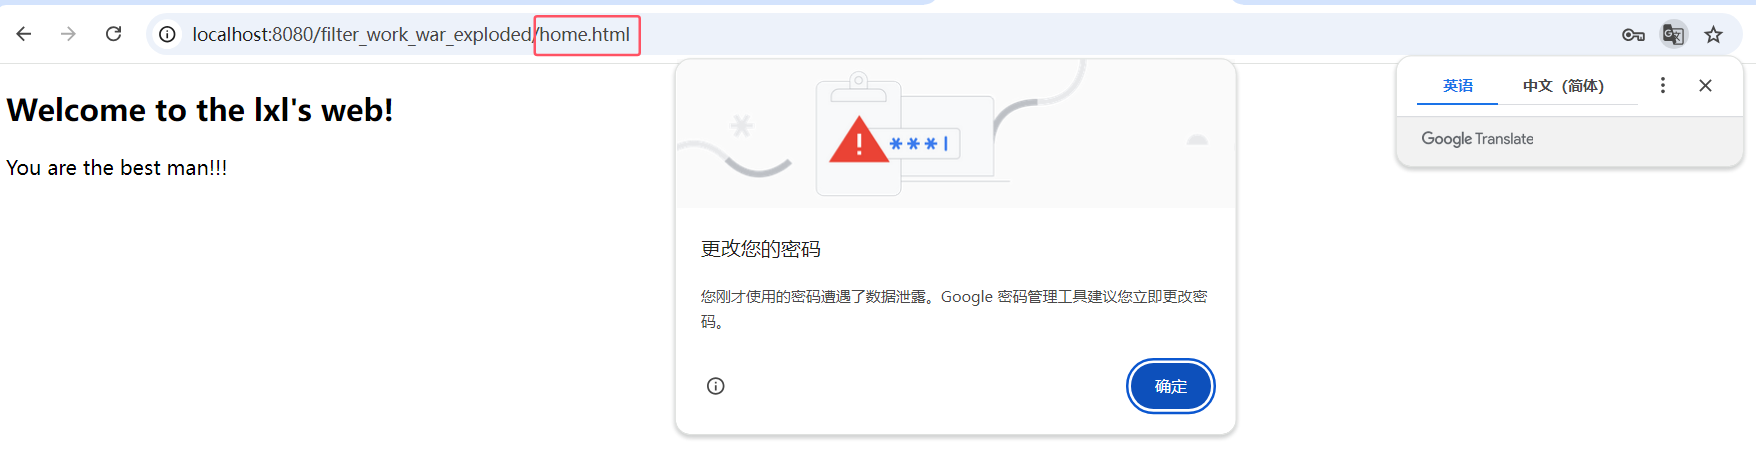 localhost:8080/filter_work_war_exploded/home.html
Welcome to the lxl's web!
You are the best man!!!
***
更改您的密码
您刚才使用的密码遭遇了数据泄露。Google 密码管理工具建议您立即更改密
码。
确定
英语 中文（简体）
Google Translate